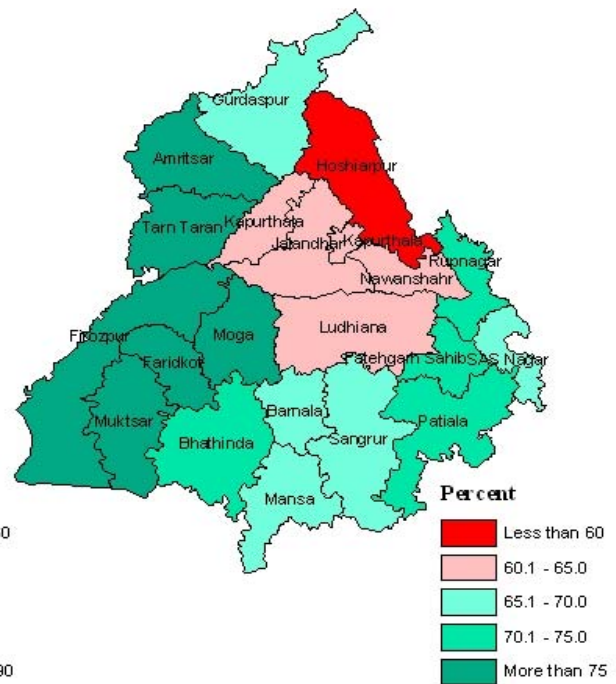 Gurdaspur
Amritsar
Hoshiarpur
Tarn Taran
Kapurthala
Jalandhar
Kapurthala
Rupnagar
Nawanshahr
Firozpur
Moga
Ludhiana
Faridkot
Fatehgarh Sahib
SAS Nagar
Muktsar
Barnala
Patiala
Bhathinda
Sangrur
Mansa
Percent
0
Less than 60
60.1 - 65.0
65.1 - 70.0
70.1 - 75.0
90
More than 75